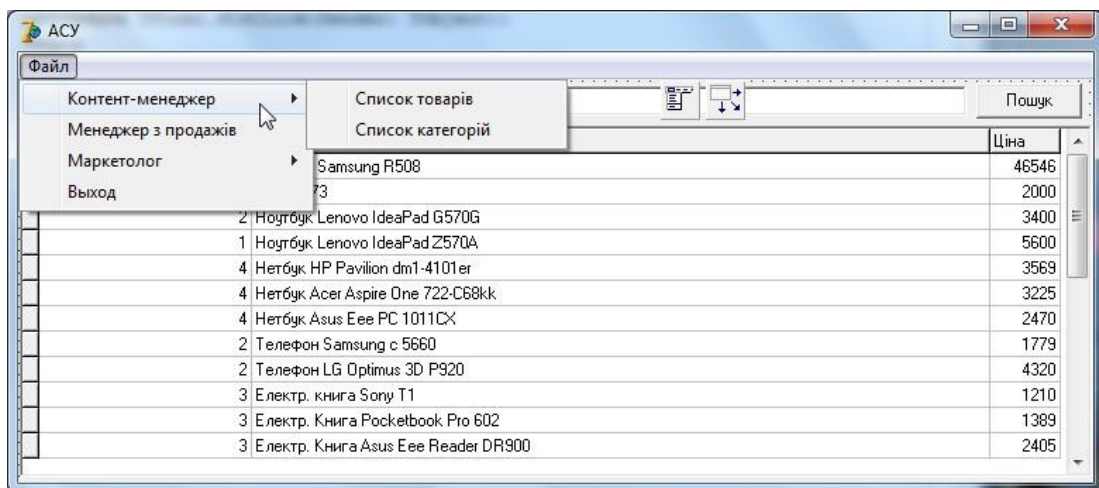 АСУ
Файл
Контент-менеджер
Менеджер з продажів
Маркетолог
Выход
Список товарів
Список категорій
Пошук
Ціна
Samsung R508 46546
73 2000
2 Ноутбук Lenovo IdeaPad G570G 3400
1 Ноутбук Lenovo IdeaPad Z570A 5600
4 Нетбук HP Pavilion dm1-4101er 3569
4 Нетбук Acer Aspire One 722-C68kk 3225
4 Нетбук Asus Eee PC 1011CX 2470
2 Телефон Samsung с 5660 1779
2 Телефон LG Optimus 3D P920 4320
3 Електр. книга Sony T1 1210
3 Електр. Книга Pocketbook Pro 602 1389
3 Електр. Книга Asus Eee Reader DR900 2405